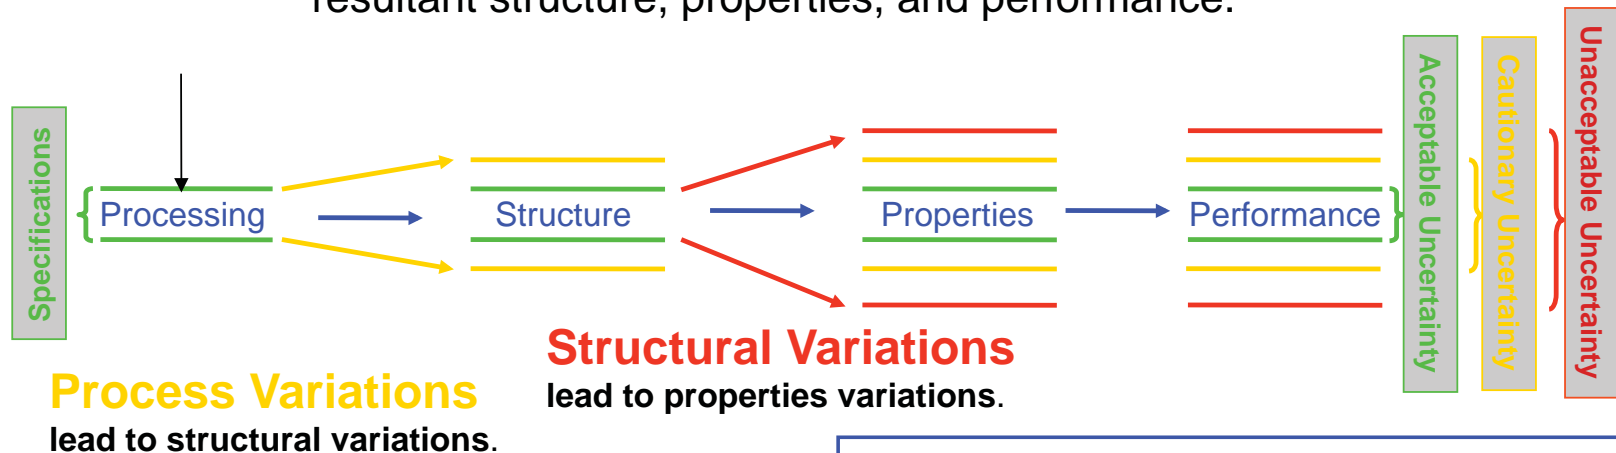 resultant structure, properties, and performance.
Specifications
Processing
Structure
Properties
Performance
Acceptable Uncertainty
Cautionary Uncertainty
Unacceptable Uncertainty
Structural Variations
lead to properties variations.
Process Variations
lead to structural variations.